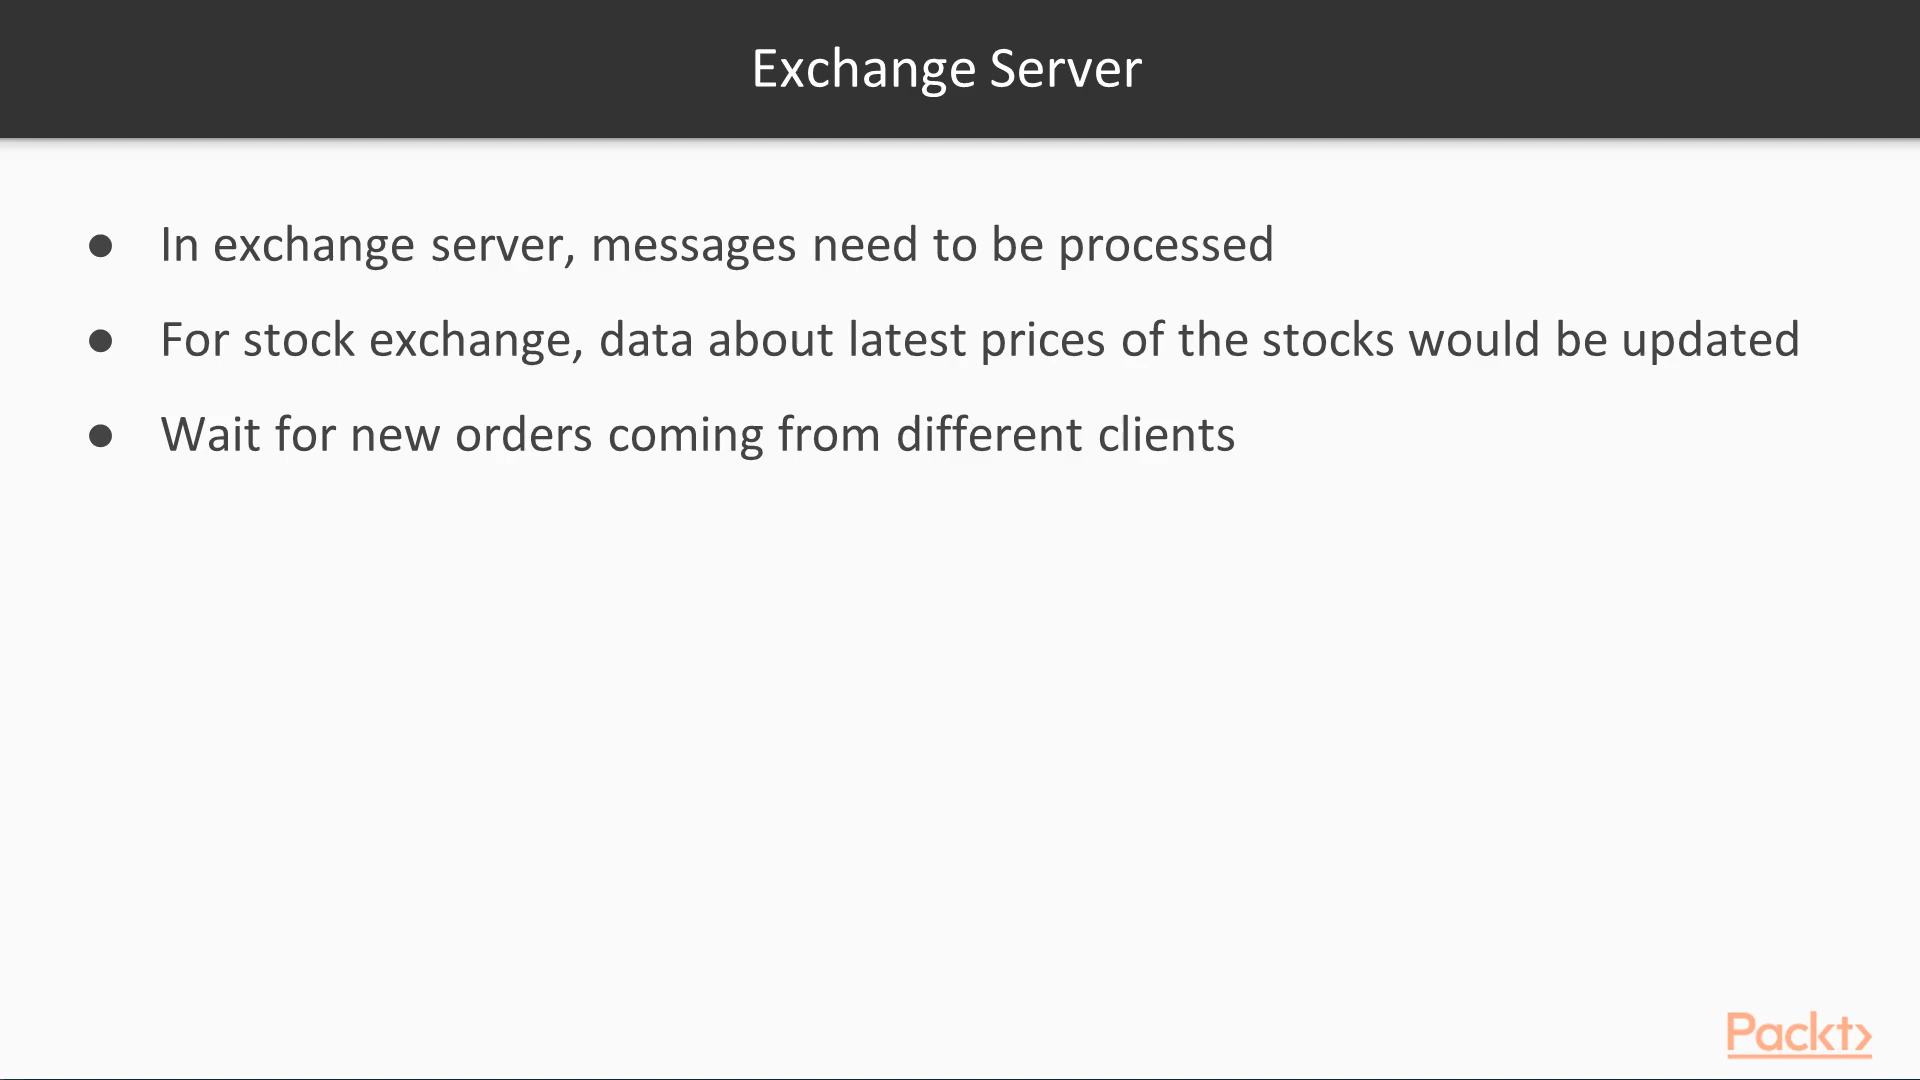 Exchange Server
● In exchange server, messages need to be processed
● For stock exchange, data about latest prices of the stocks would be updated
● Wait for new orders coming from different clients
Packt>